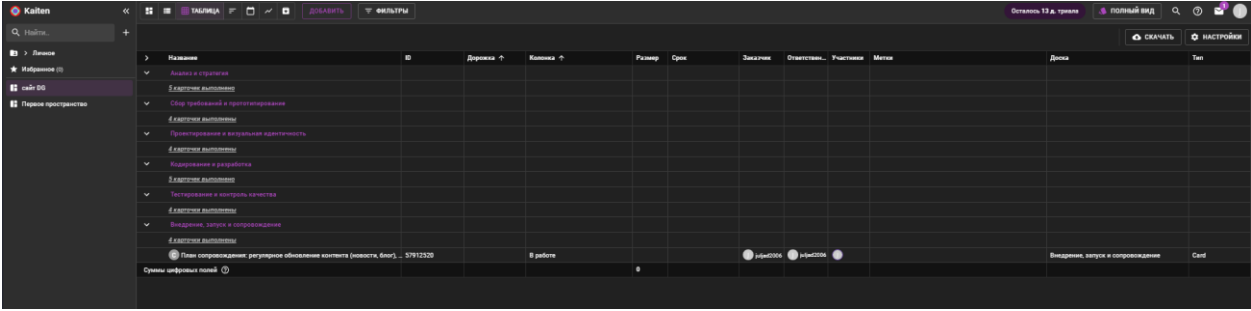 Kaiten
ТАБЛИЦА ДОБАВИТЬ ФИЛЬТРЫ Осталось 13 д. триала ПОЛНЫЙ ВИД 1
Найти..
СКАЧАТЬ НАСТРОЙКИ
Личное
Избранное (0)
сайт DG
Первое пространство
Название ID Дорожка Колонка Размер Срок Заказчик Ответствен... Участники Метки Доска Тип
Анализ и стратегия
5 карточек выполнено
Сбор требований и прототипирование
4 карточки выполнены
Проектирование и визуальная идентичность
4 карточки выполнены
Кодирование и разработка
5 карточек выполнено
Тестирование и контроль качества
4 карточки выполнены
Внедрение, запуск и сопровождение
4 карточки выполнены
C План сопровождения: регулярное обновление контента (новости, блог), ... 57912520 В работе juljed2006 juljed2006 Внедрение, запуск и сопровождение Card
Суммы цифровых полей 0